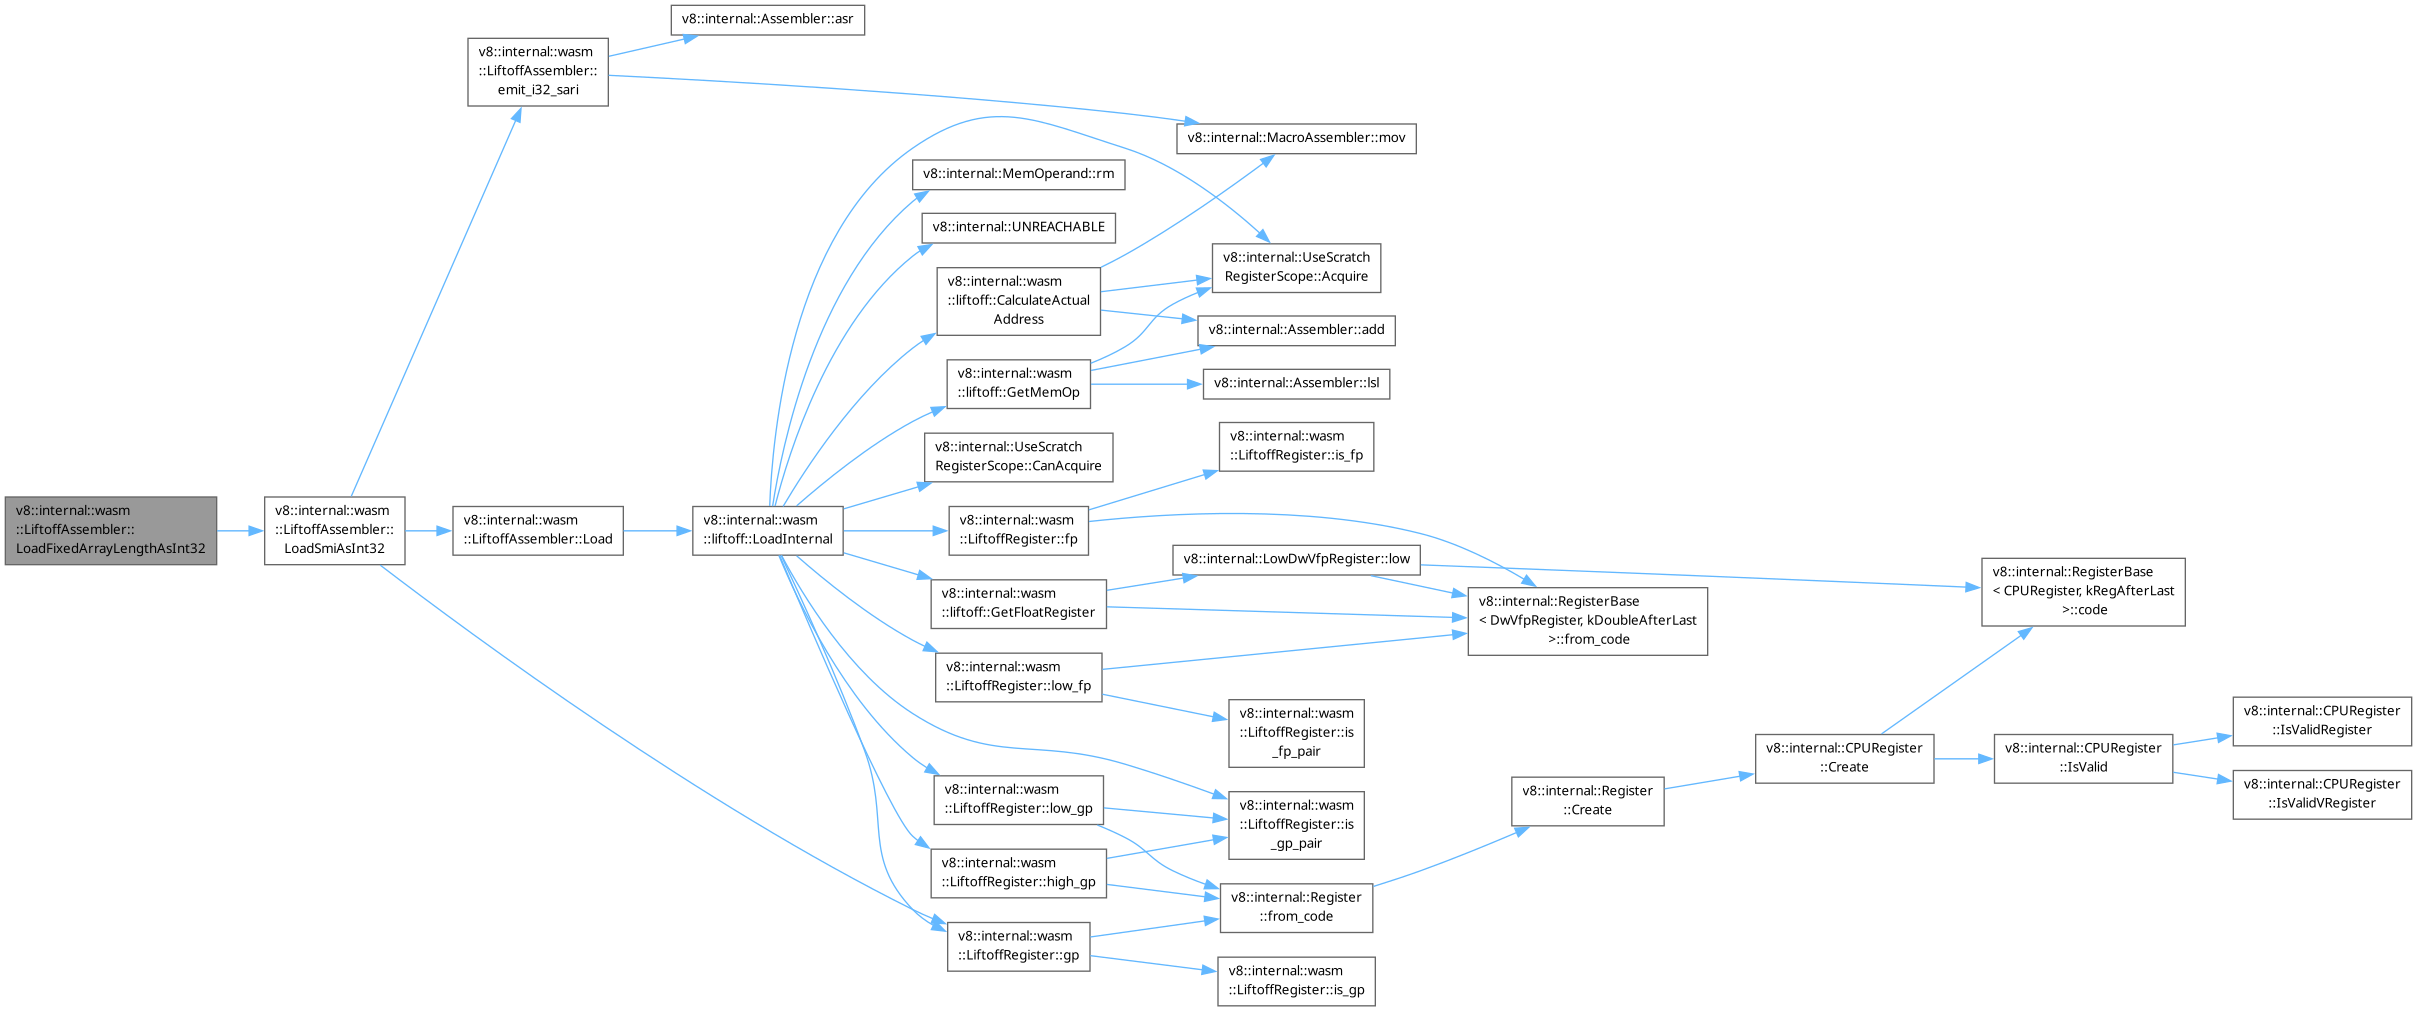 v8::internal::Assembler::asr
v8::internal::wasm
::LiftoffAssembler::
emit_i32_sari
v8::internal::MacroAssembler::mov
v8::internal::MemOperand::rm
v8::internal::UNREACHABLE
v8::internal::UseScratch
RegisterScope::Acquire
v8::internal::wasm
::liftoff::CalculateActual
Address
v8::internal::Assembler::add
v8::internal::wasm
::liftoff::GetMemOp
v8::internal::Assembler::lsl
v8::internal::UseScratch
RegisterScope::CanAcquire
v8::internal::wasm
::LiftoffRegister::is_fp
v8::internal::wasm
::LiftoffAssembler::
LoadFixedArrayLengthAsInt32
v8::internal::wasm
::LiftoffAssembler::
LoadSmiAsInt32
v8::internal::wasm
::LiftoffAssembler::Load
v8::internal::wasm
::liftoff::LoadInternal
v8::internal::wasm
::LiftoffRegister::fp
v8::internal::LowDwVfpRegister::low
v8::internal::wasm
::liftoff::GetFloatRegister
v8::internal::RegisterBase
< DwVfpRegister, kDoubleAfterLast
>::from_code
v8::internal::RegisterBase
< CPURegister, kRegAfterLast
>::code
v8::internal::wasm
::LiftoffRegister::low_fp
v8::internal::wasm
::LiftoffRegister::is
_fp_pair
v8::internal::wasm
::LiftoffRegister::low_gp
v8::internal::wasm
::LiftoffRegister::is
_gp_pair
v8::internal::Register
::Create
v8::internal::CPURegister
::Create
v8::internal::CPURegister
::IsValid
v8::internal::CPURegister
::IsValidRegister
v8::internal::CPURegister
::IsValidVRegister
v8::internal::wasm
::LiftoffRegister::high_gp
v8::internal::Register
::from_code
v8::internal::wasm
::LiftoffRegister::gp
v8::internal::wasm
::LiftoffRegister::is_gp